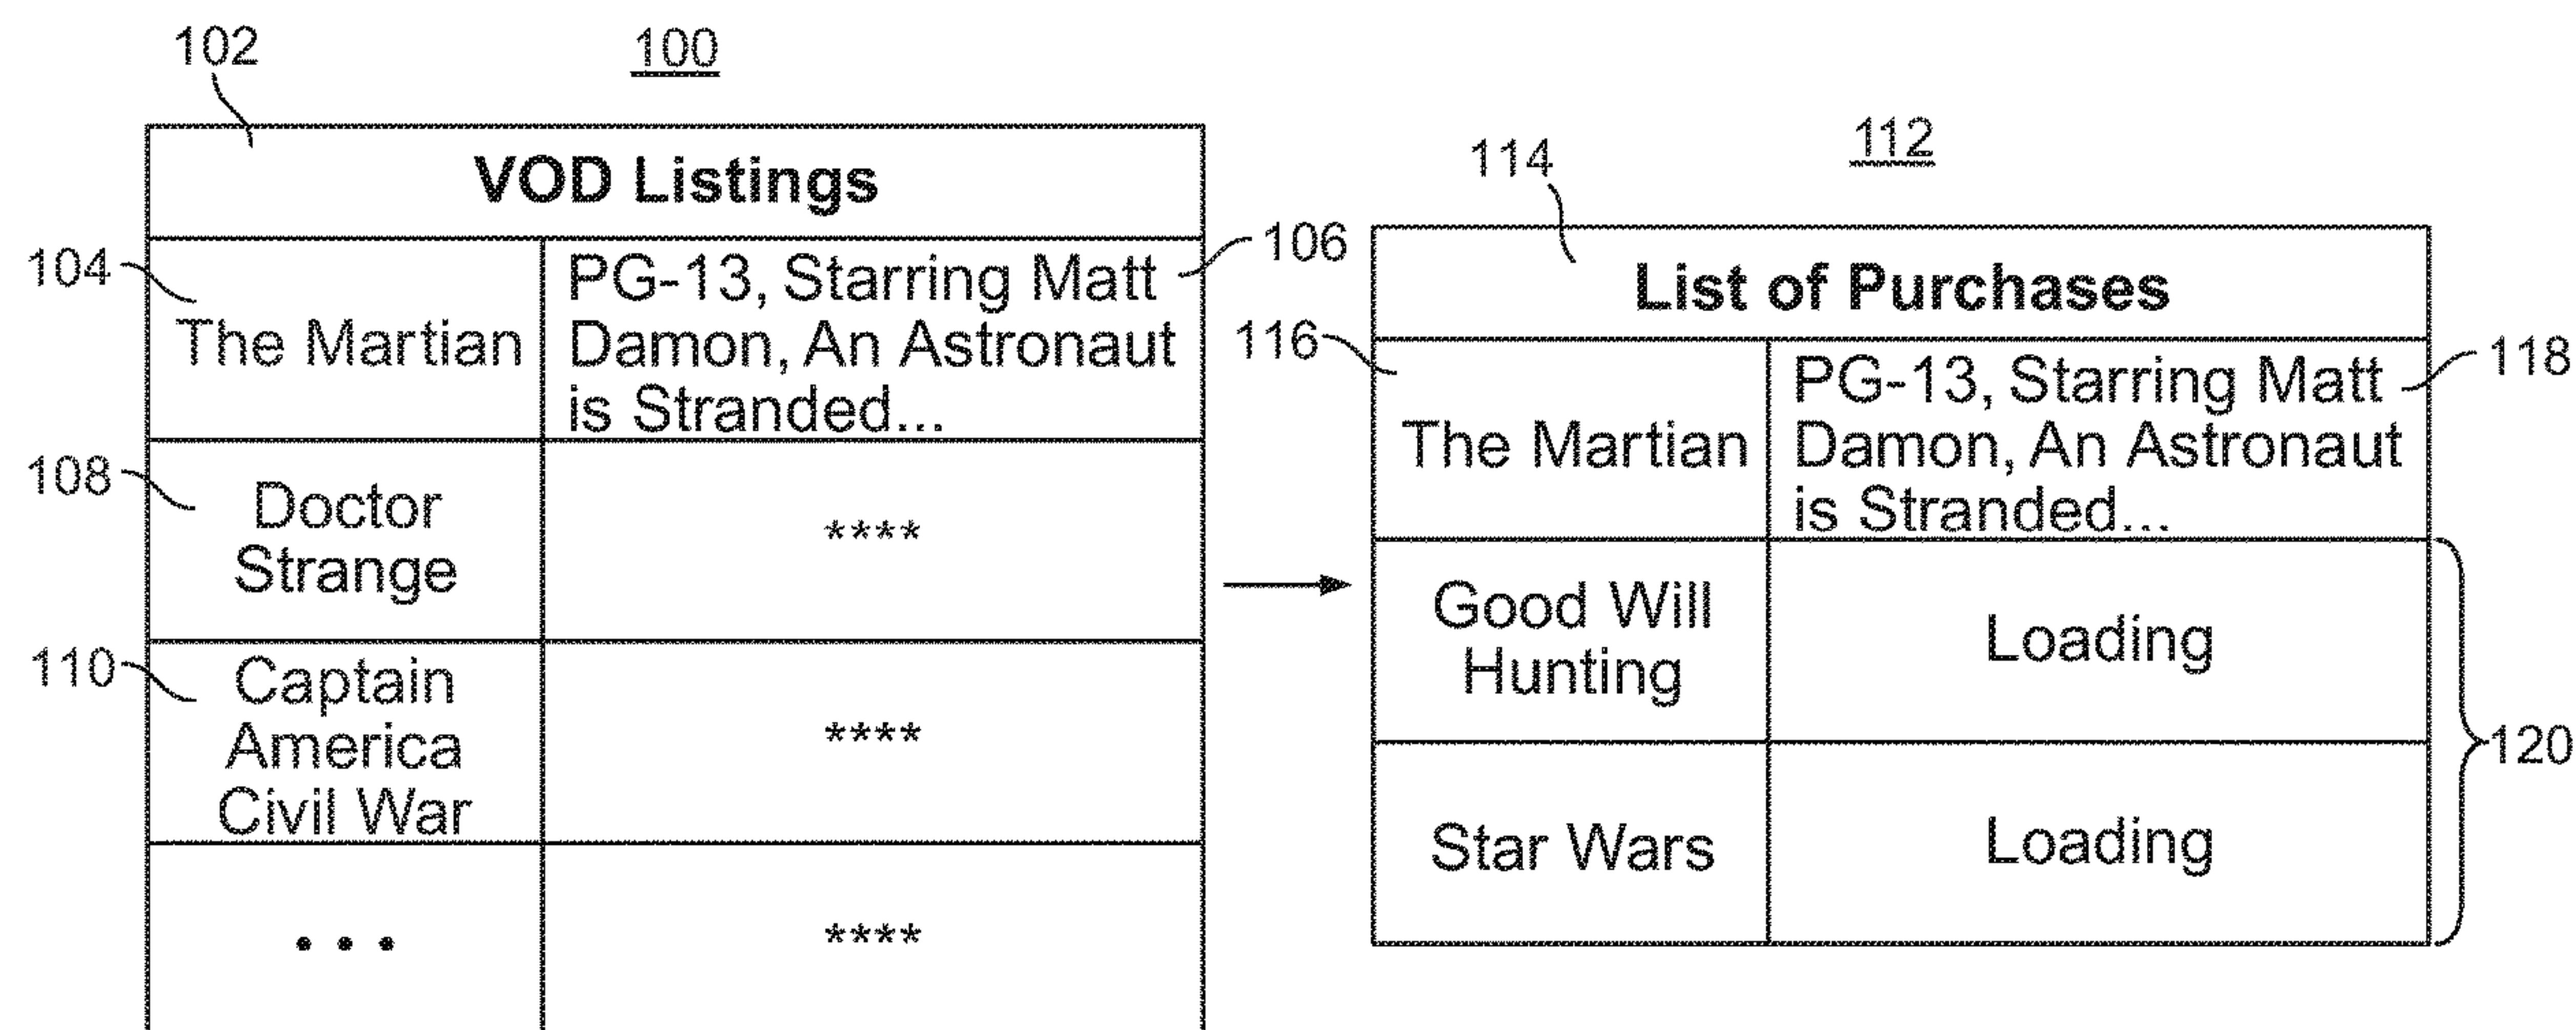 102
100
VOD Listings
104
The Martian
PG-13, Starring Matt
Damon, An Astronaut
is Stranded...
106
108
Doctor
Strange
****
110
Captain
America
Civil War
****
...
****
112
114
List of Purchases
116
The Martian
PG-13, Starring Matt
Damon, An Astronaut
is Stranded...
118
Good Will
Hunting
Loading
Star Wars
Loading
120